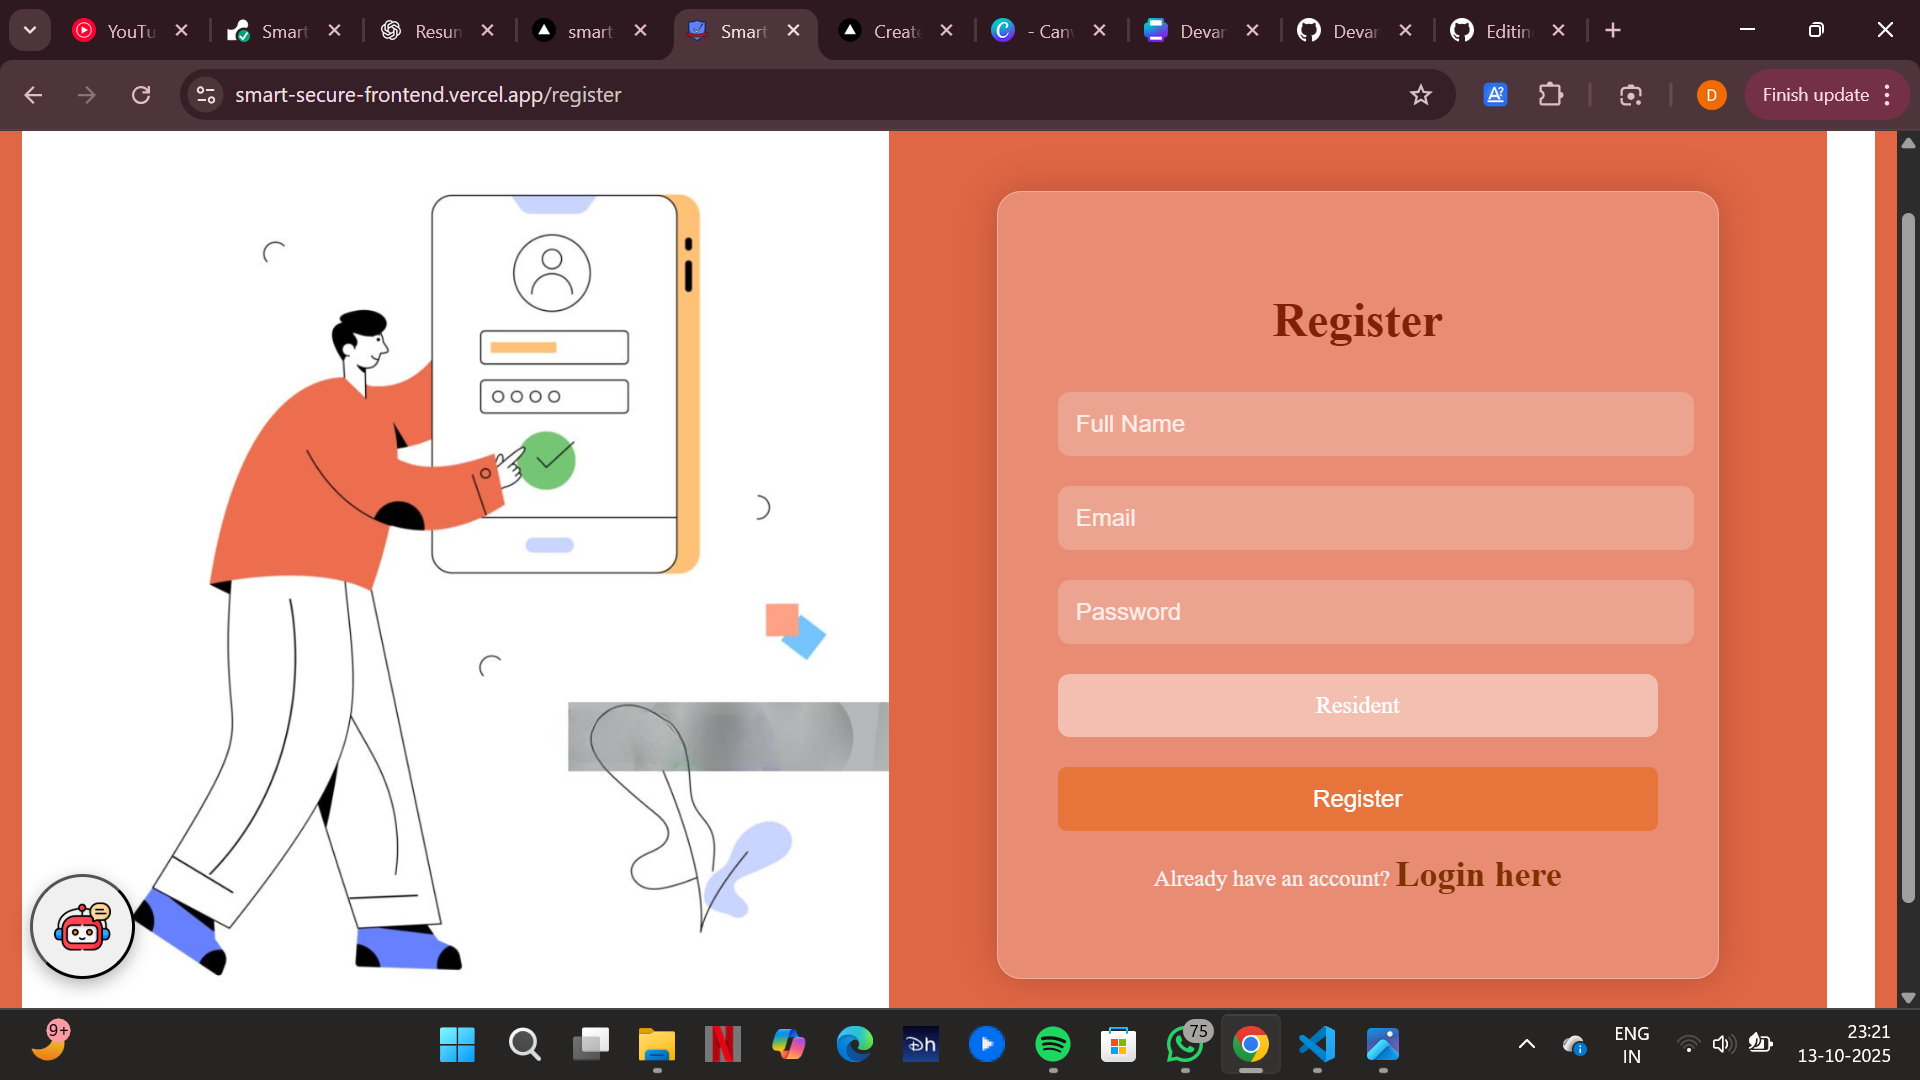 YouTu
Smart
Resun
smart
Smart
Create
- Can
Devar
Devar
Editin
smart-secure-frontend.vercel.app/register
D
Finish update
Register
Full Name
Email
Password
Resident
Register
Already have an account? Login here
9+
75
ENG
IN
23:21
13-10-2025